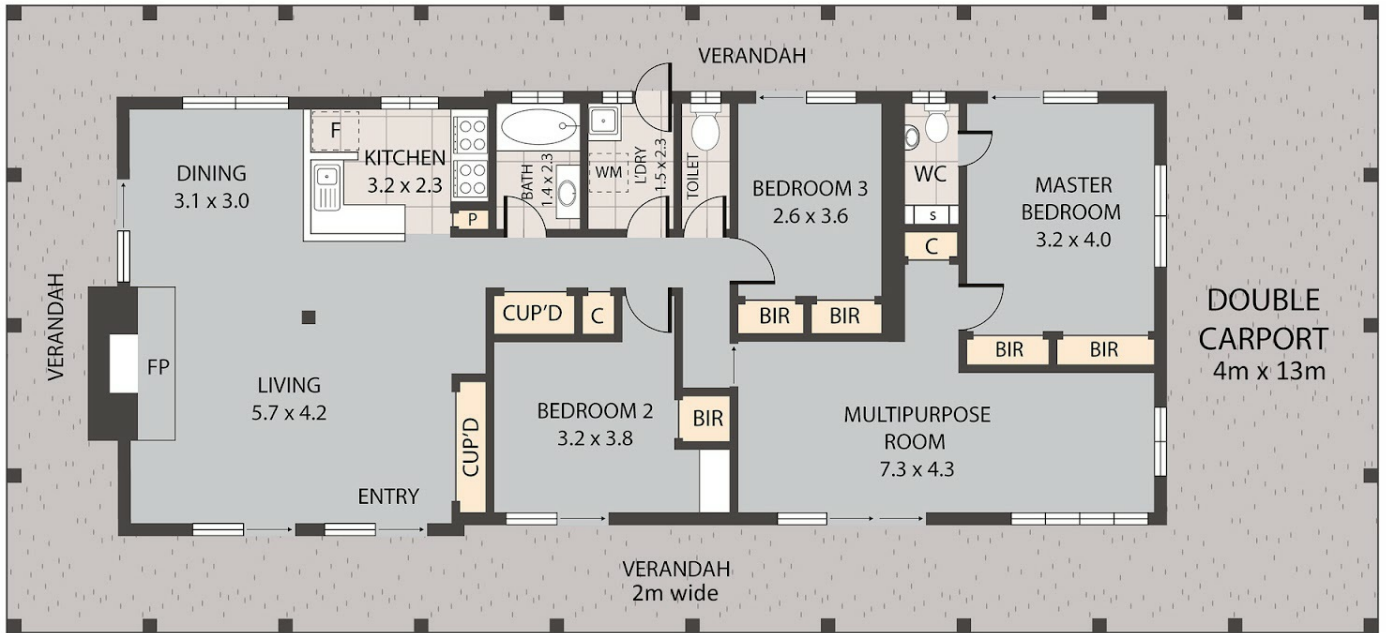 VERANDAH
DINING
3.1 x 3.0
F
KITCHEN
3.2 x 2.3
P
BATH
1.4 x 2.3
WM
L'DRY
1.5 x 2.3
TOILET
BEDROOM 3
2.6 x 3.6
BIR
BIR
WC
S
C
MASTER
BEDROOM
3.2 x 4.0
BIR
BIR
DOUBLE
CARPORT
4m x 13m
VERANDAH
FP
LIVING
5.7 x 4.2
CUP'D
C
CUP'D
BEDROOM 2
3.2 x 3.8
BIR
MULTIPURPOSE
ROOM
7.3 x 4.3
ENTRY
VERANDAH
2m wide